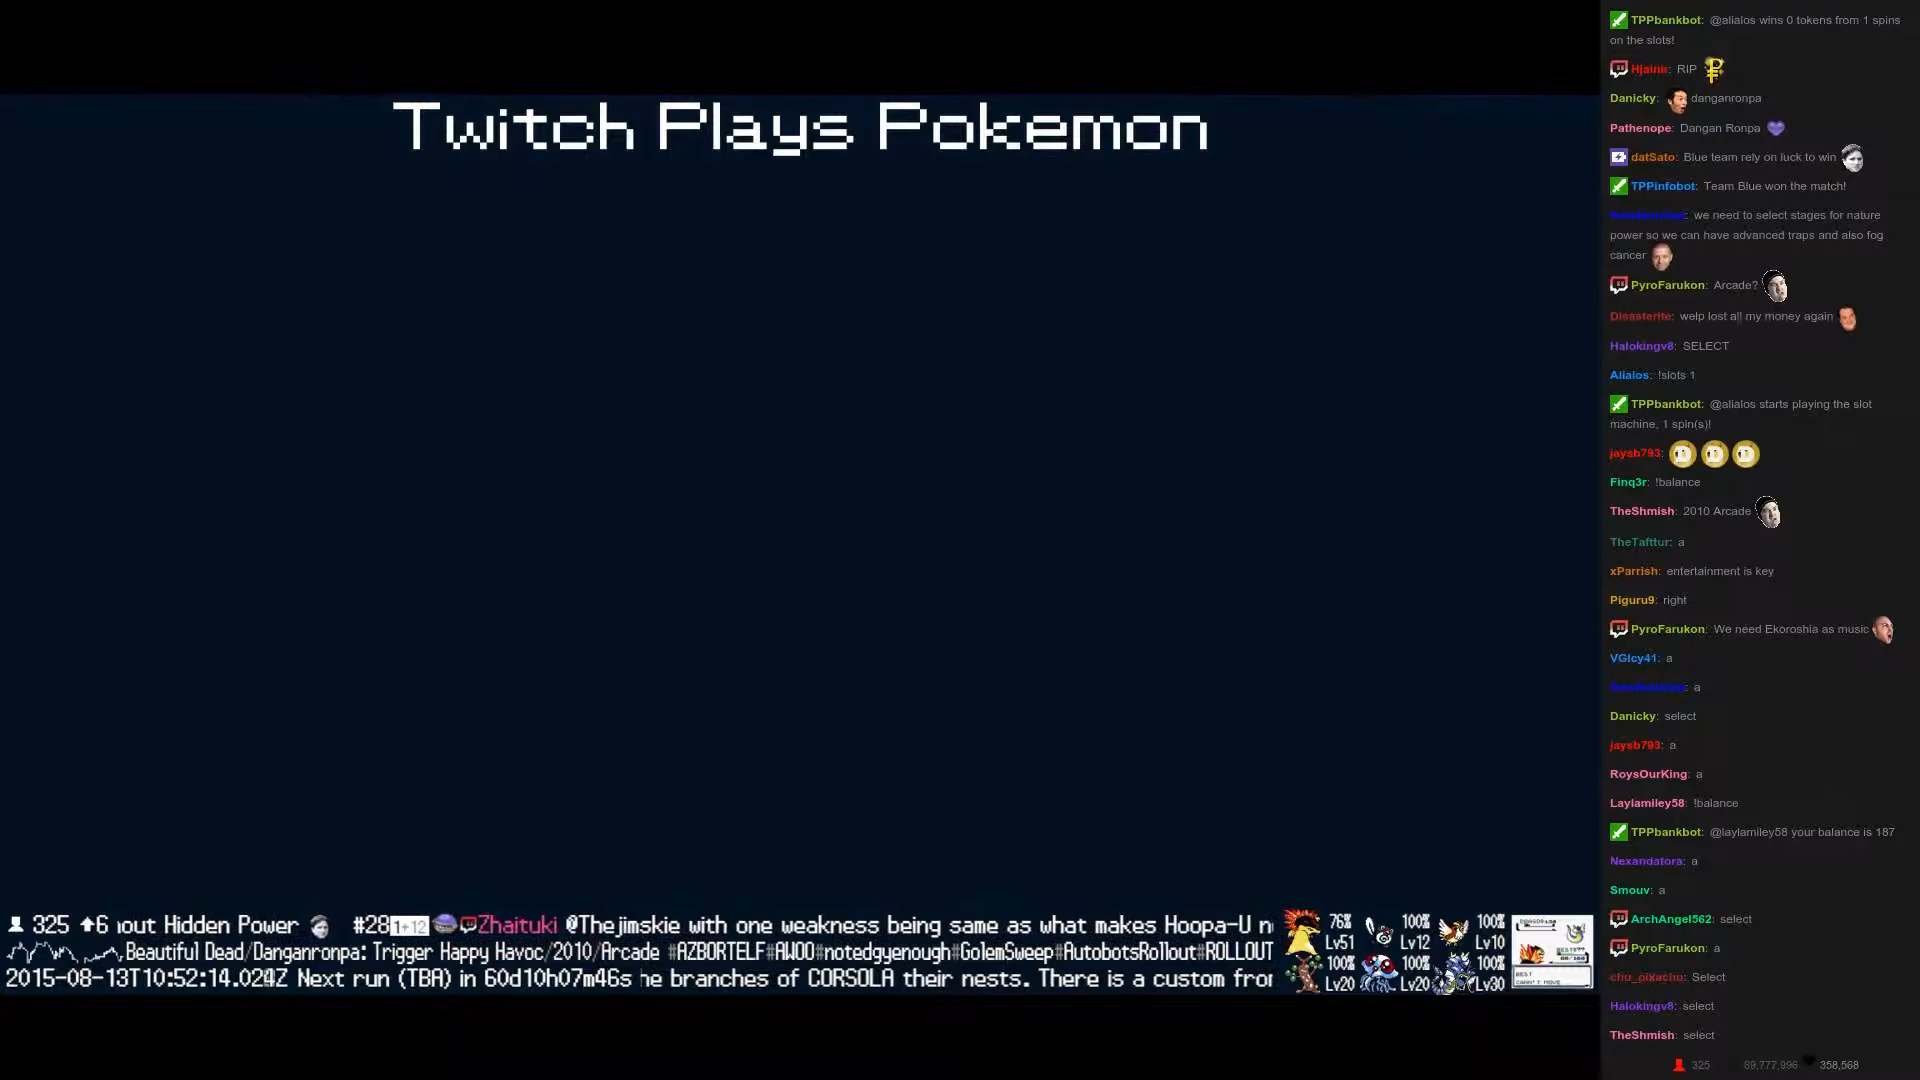 Twitch Plays Pokemon
325 6 nout Hidden Power #28 1+12 Zhaituki @Thejimskie with one weakness being same as what makes Hoopa-U n
Beautiful Dead/Danganronpa: Trigger Happy Havoc/2010/Arcade #AZBORTELF#AWOO#notedgyenough#GolemSweep#AutobotsRollout#ROLLOUT
2015-08-13T10:52:14.024Z Next run (TBA) in 60d10h07m46s he branches of CORSOLA their nests. There is a custom fro
76% 100% 100%
Lv51 Lv12 Lv10
100% 100% 100%
Lv20 Lv20 Lv30
TPPbankbot: @alialos wins 0 tokens from 1 spins
on the slots!
Hjainir: RIP
Danicky: danganronpa
Pathenope: Dangan Ronpa
datSato: Blue team rely on luck to win
TPPinfobot: Team Blue won the match!
we need to select stages for nature
power so we can have advanced traps and also fog
cancer
PyroFarukon: Arcade?
Disasterite: welp lost all my money again
Halokingv8: SELECT
Alialos: !slots 1
TPPbankbot: @alialos starts playing the slot
machine, 1 spin(s)!
jaysb793:
Finq3r: !balance
TheShmish: 2010 Arcade
TheTafttur: a
xParrish: entertainment is key
Piguru9: right
PyroFarukon: We need Ekoroshia as music
VGIcy41: a
a
Danicky: select
jaysb793: a
RoysOurKing: a
Laylamiley58: !balance
TPPbankbot: @laylamiley58 your balance is 187
Nexandatora: a
Smouv: a
ArchAngel562: select
PyroFarukon: a
chu_pixachu: Select
Halokingv8: select
TheShmish: select
325 89,777,996 358,568